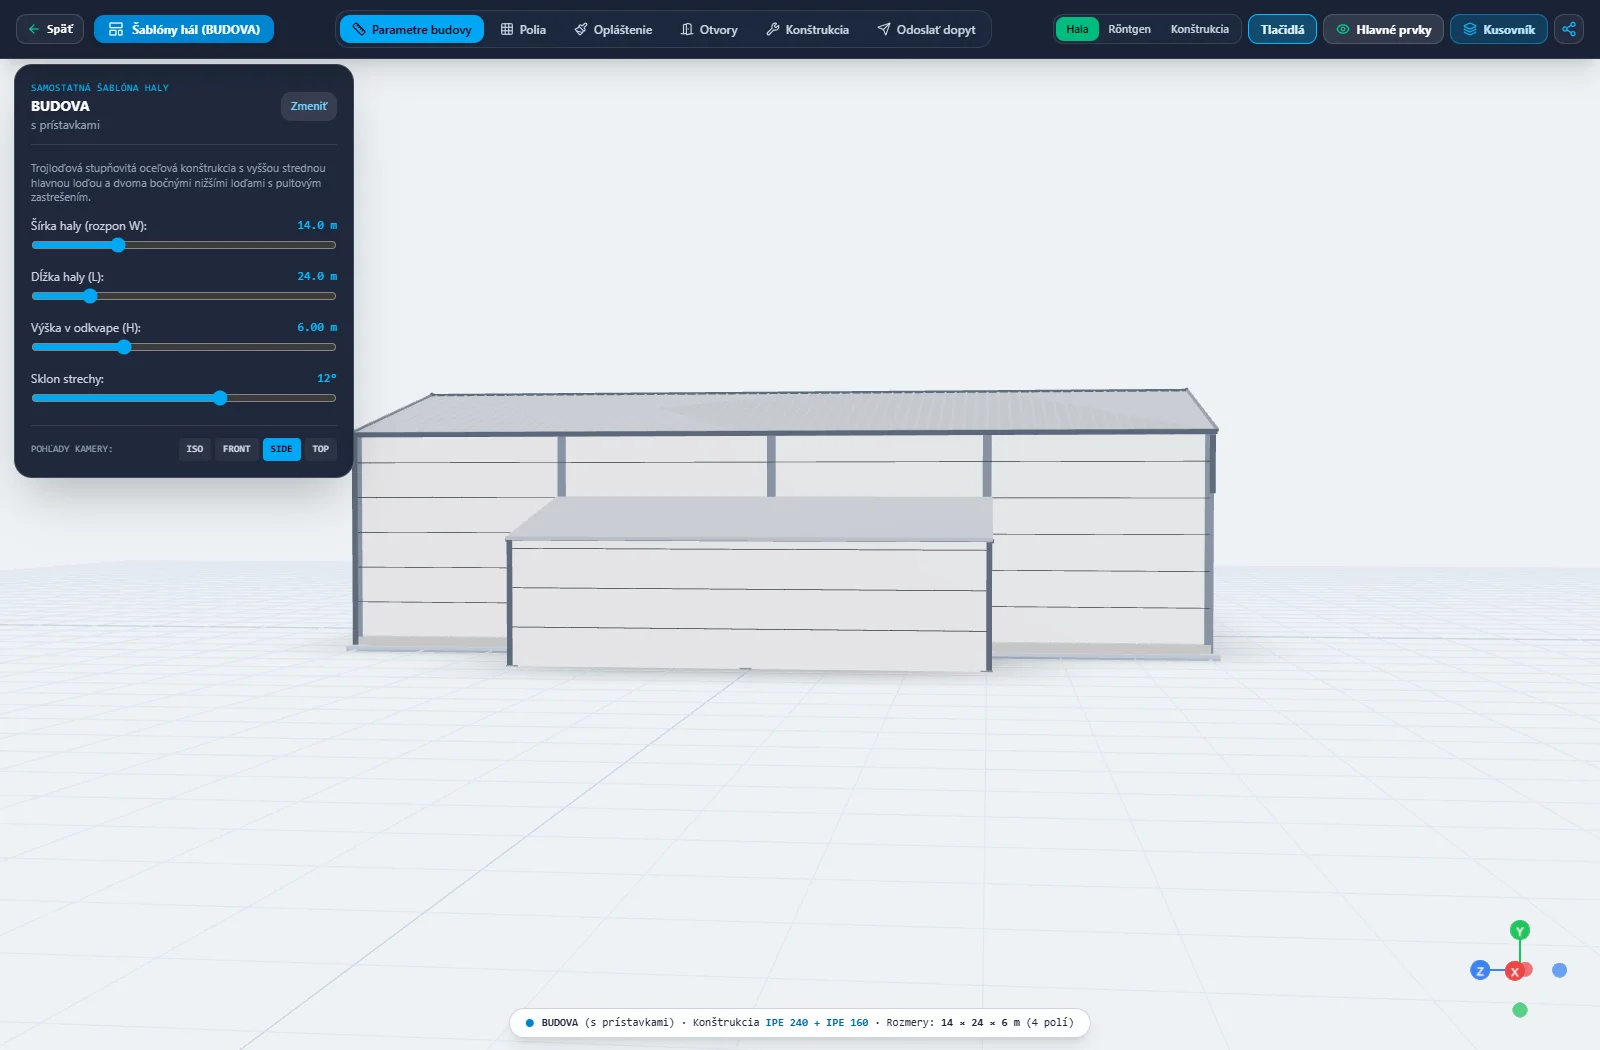 Späť
Šablóny hál (BUDOVA)
Parametre budovy
Polia
Opláštenie
Otvory
Konštrukcia
Odoslať dopyt
Hala
Röntgen
Konštrukcia
Tlačidlá
Hlavné prvky
Kusovník
SAMOSTATNÁ ŠABLÓNA HALY
BUDOVA
Zmeniť
s prístavkami
Trojloďová stupňovitá oceľová konštrukcia s vyššou strednou
hlavnou loďou a dvoma bočnými nižšími loďami s pultovým
zastrešením.
Šírka haly (rozpon W): 14.0 m
Dĺžka haly (L): 24.0 m
Výška v odkvape (H): 6.00 m
Sklon strechy: 12°
POHĽADY KAMERY: ISO FRONT SIDE TOP
Y
Z
X
BUDOVA (s prístavkami) · Konštrukcia IPE 240 + IPE 160 · Rozmery: 14 × 24 × 6 m (4 polí)